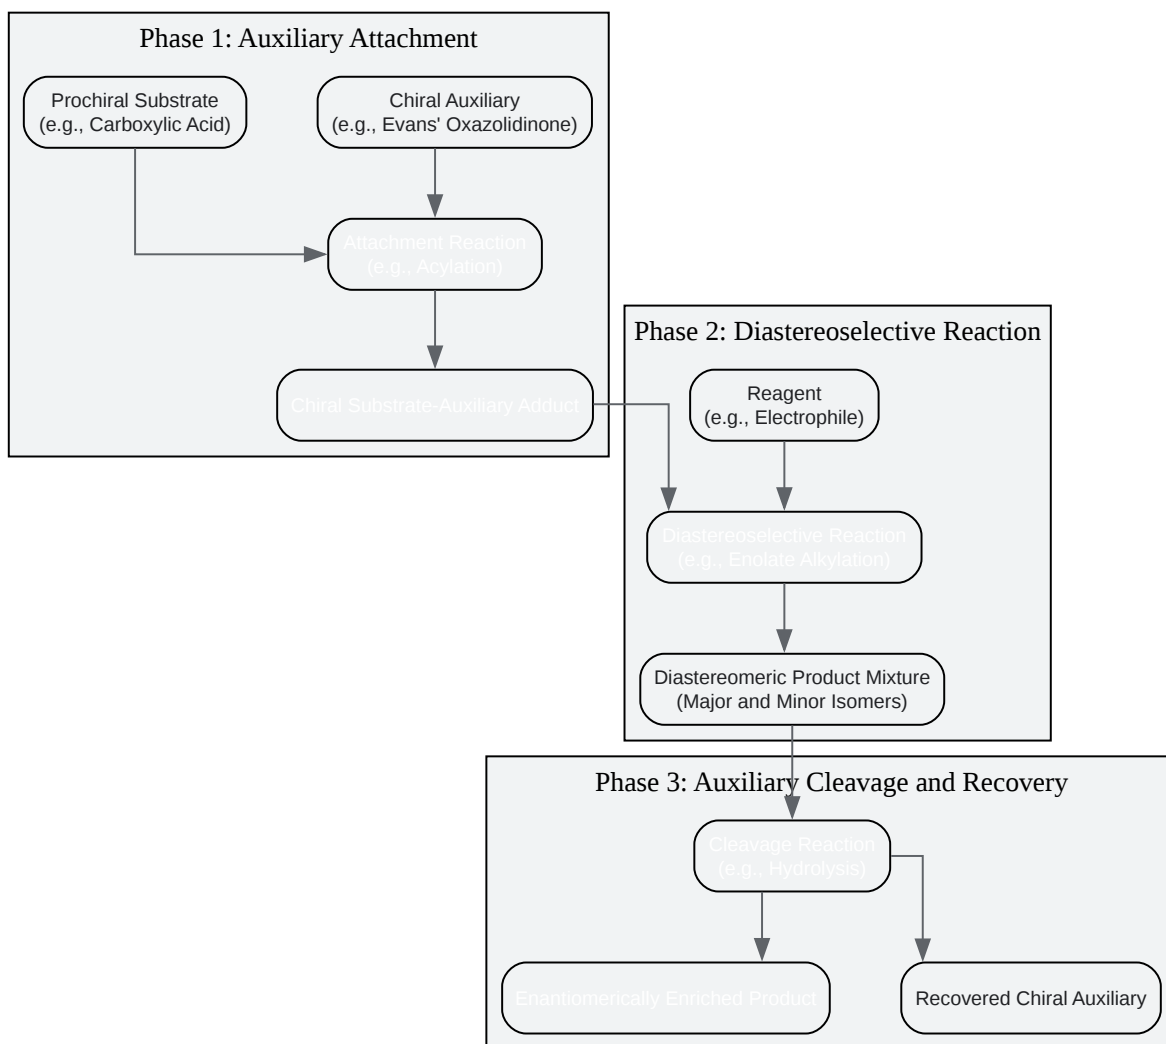 Phase 1: Auxiliary Attachment
Prochiral Substrate
(e.g., Carboxylic Acid)
Chiral Auxiliary
(e.g., Evans' Oxazolidinone)
Attachment Reaction
(e.g., Acylation)
Chiral Substrate-Auxiliary Adduct
Phase 2: Diastereoselective Reaction
Reagent
(e.g., Electrophile)
Diastereoselective Reaction
(e.g., Enolate Alkylation)
Diastereomeric Product Mixture
(Major and Minor Isomers)
Phase 3: Auxiliary Cleavage and Recovery
Cleavage Reaction
(e.g., Hydrolysis)
Enantiomerically Enriched Product
Recovered Chiral Auxiliary